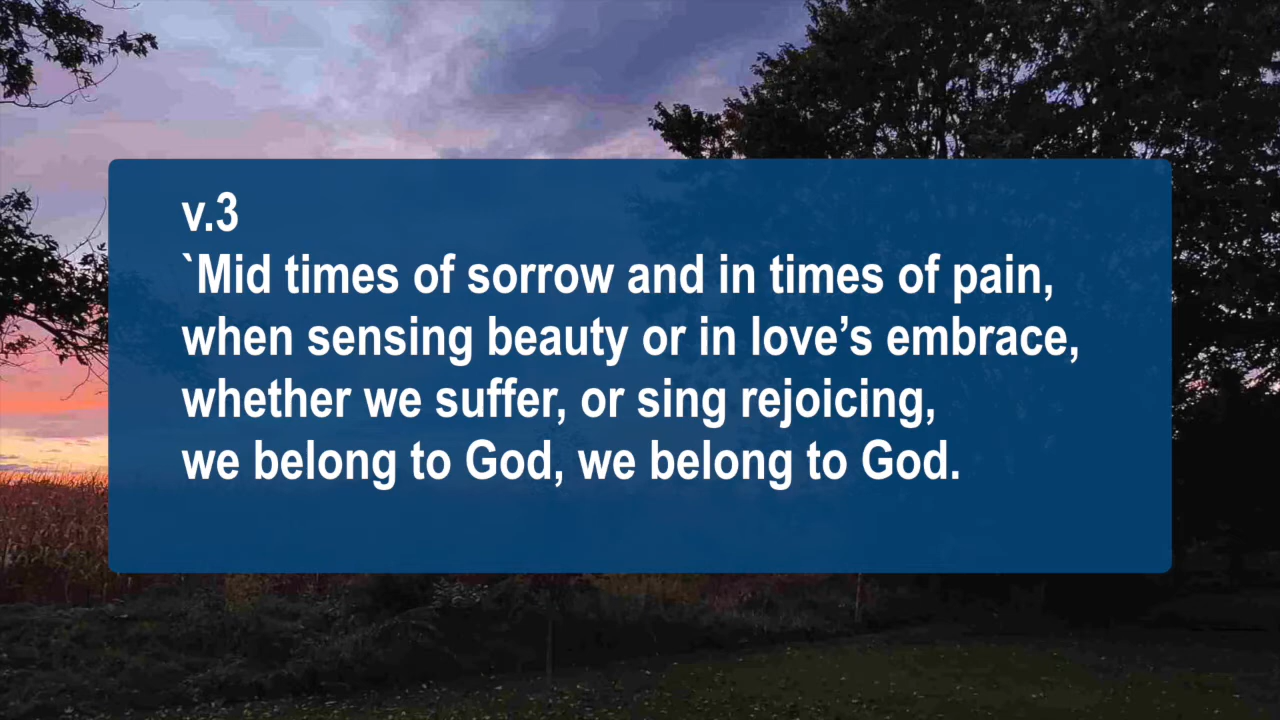 v.3
`Mid times of sorrow and in times of pain,
when sensing beauty or in love’s embrace,
whether we suffer, or sing rejoicing,
we belong to God, we belong to God.